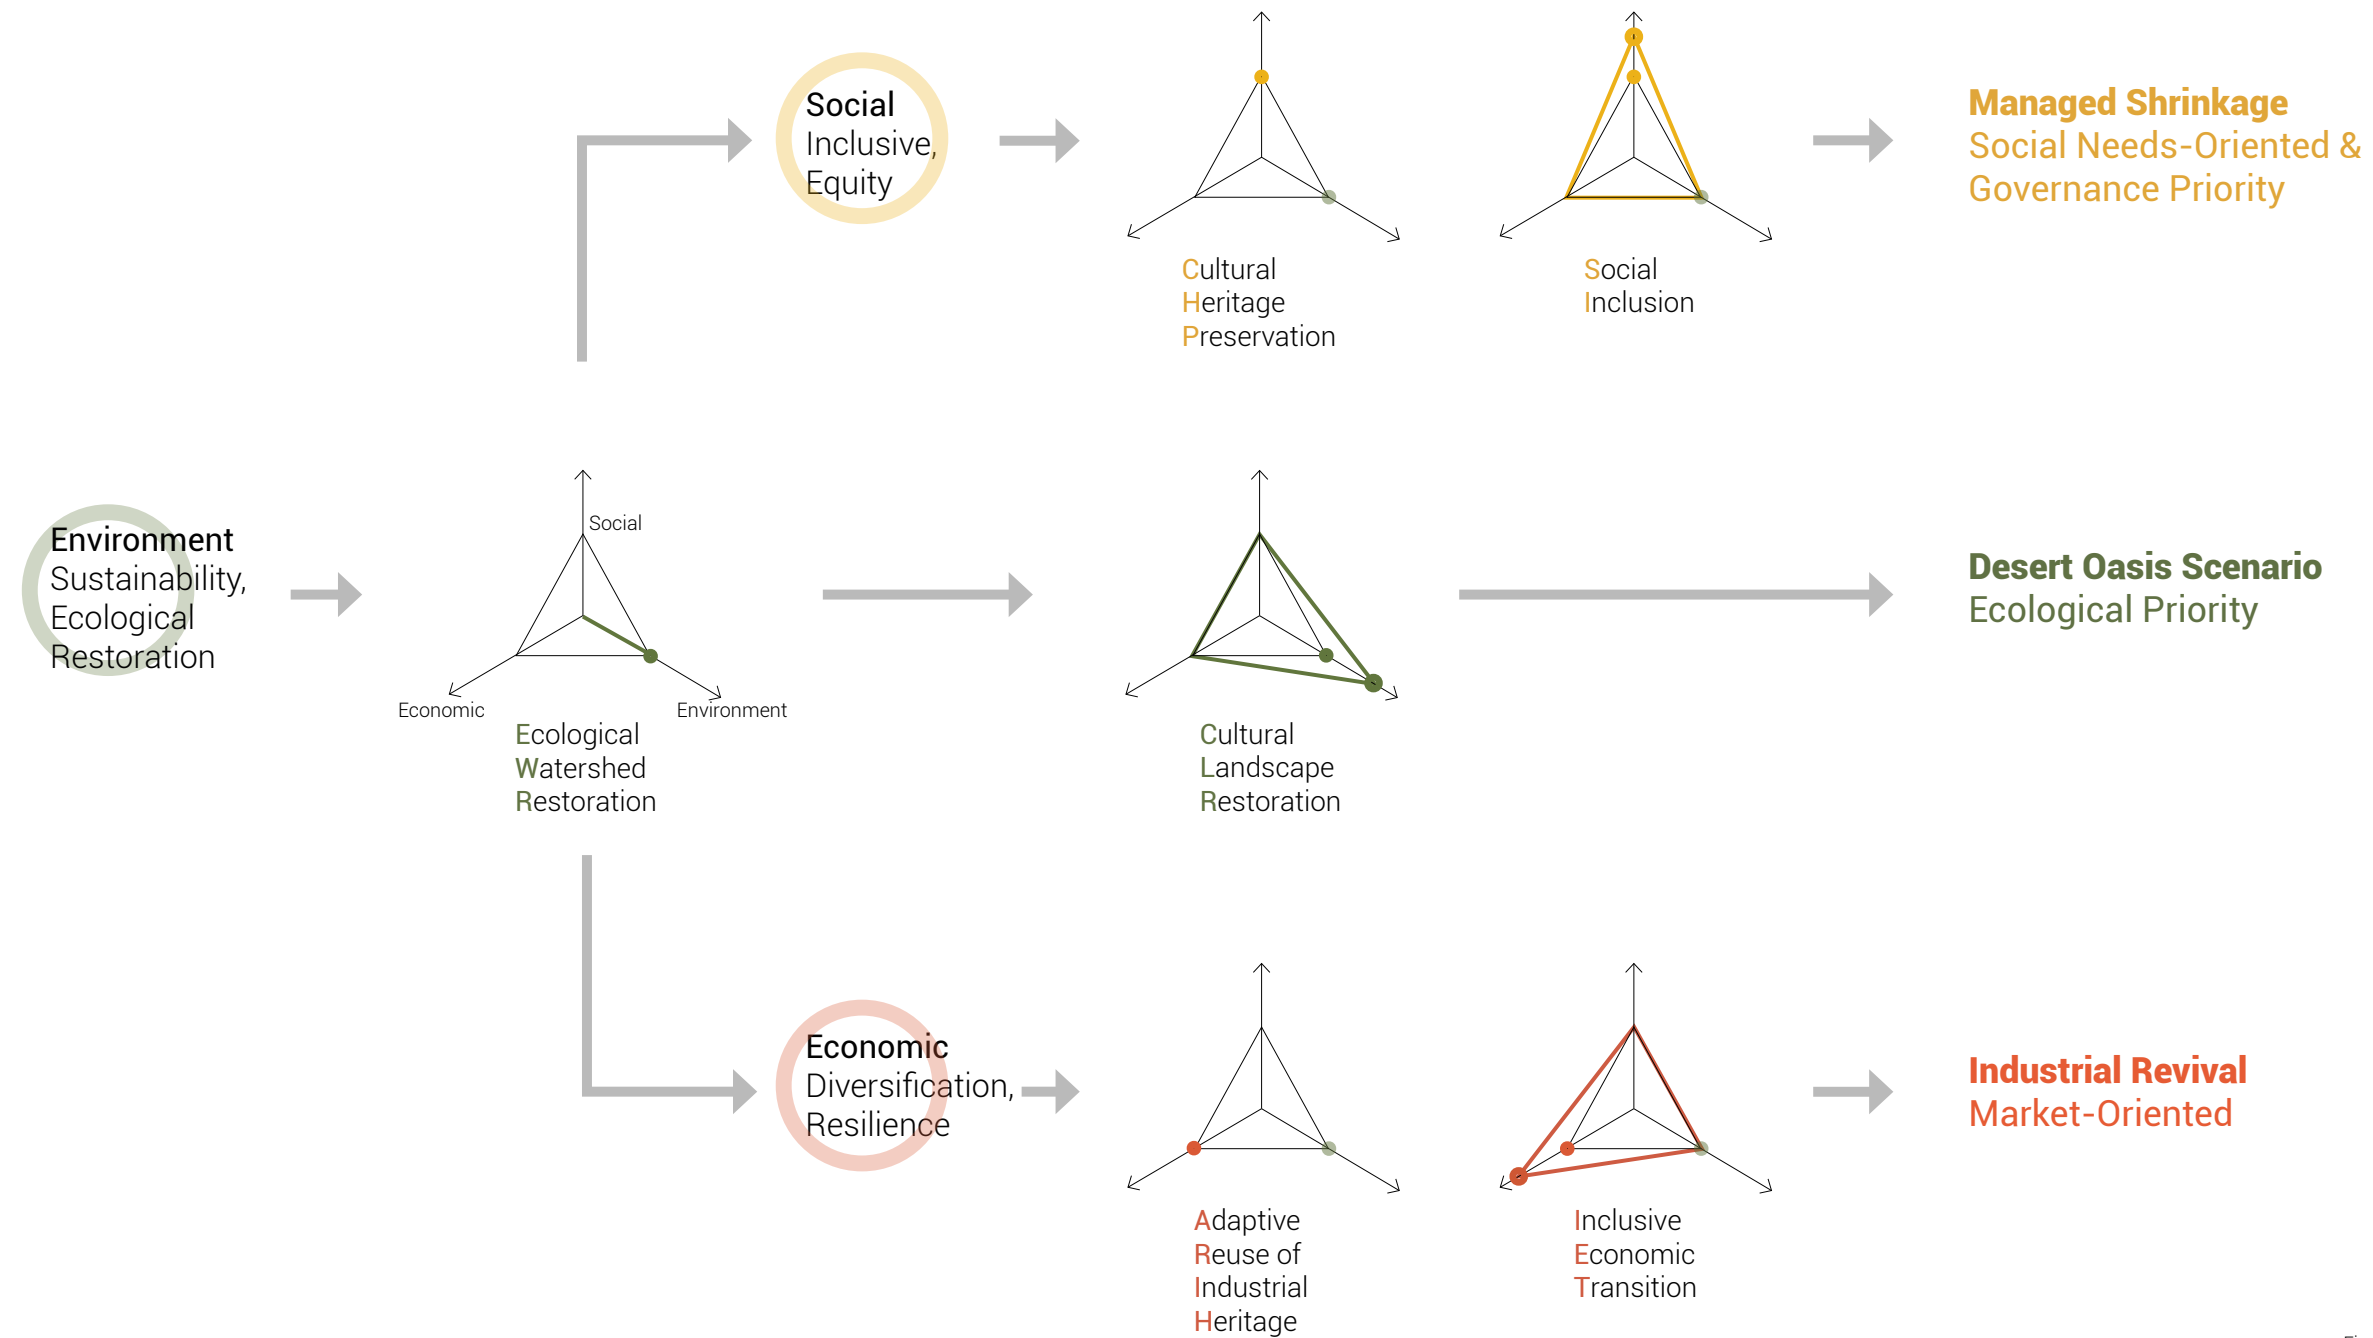 Social
Inclusive,
Equity
Cultural
Heritage
Preservation
Social
Inclusion
Managed Shrinkage
Social Needs-Oriented &
Governance Priority
Environment
Sustainability,
Ecological
Restoration
Social
Economic
Environment
Ecological
Watershed
Restoration
Cultural
Landscape
Restoration
Desert Oasis Scenario
Ecological Priority
Economic
Diversification,
Resilience
Adaptive
Reuse of
Industrial
Heritage
Inclusive
Economic
Transition
Industrial Revival
Market-Oriented